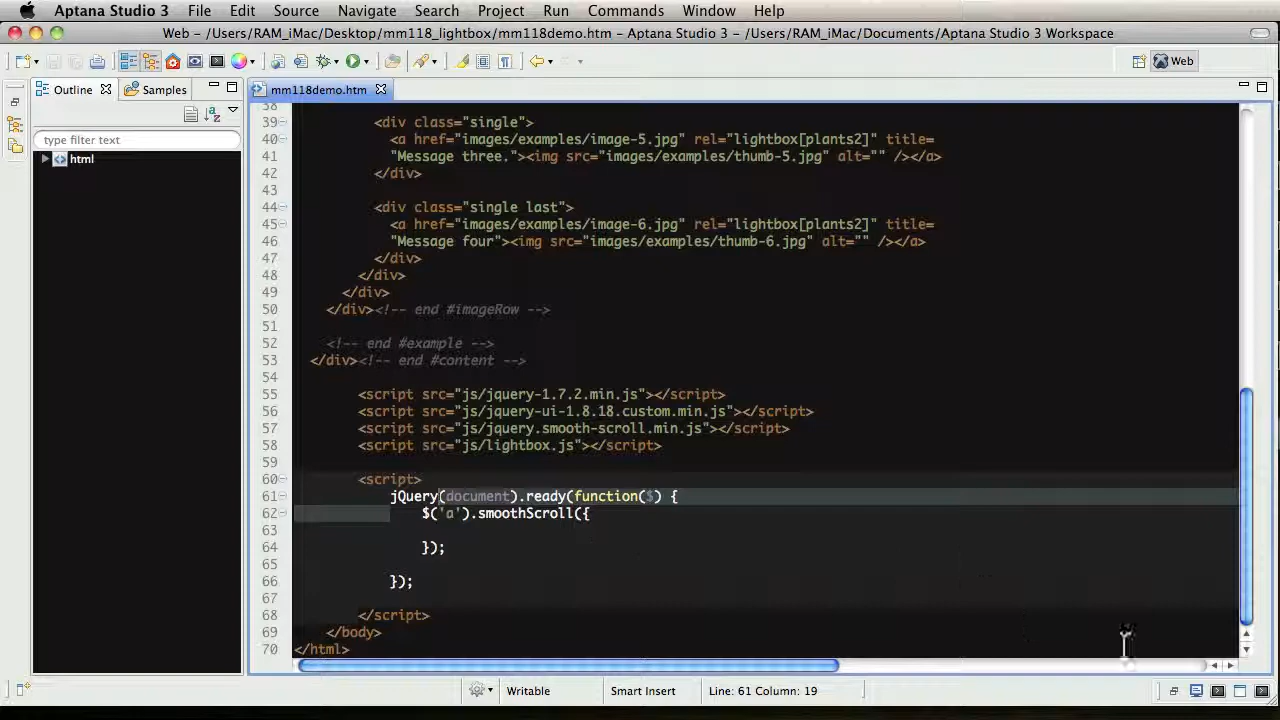 Aptana Studio 3 File Edit Source Navigate Search Project Run Commands Window Help
Web - /Users/RAM_iMac/Desktop/mm118_lightbox/mm118demo.htm - Aptana Studio 3 - /Users/RAM_iMac/Documents/Aptana Studio 3 Workspace
Web
Outline Samples
mm118demo.htm
type filter text
html
38
39 <div class="single">
40 <a href="images/examples/image-5.jpg" rel="lightbox[plants2]" title=
41 "Message three."><img src="images/examples/thumb-5.jpg" alt="" /></a>
42 </div>
43
44 <div class="single last">
45 <a href="images/examples/image-6.jpg" rel="lightbox[plants2]" title=
46 "Message four"><img src="images/examples/thumb-6.jpg" alt="" /></a>
47 </div>
48 </div>
49 </div>
50 </div><!-- end #imageRow -->
51
52 <!-- end #example -->
53 </div><!-- end #content -->
54
55 <script src="js/jquery-1.7.2.min.js"></script>
56 <script src="js/jquery-ui-1.8.18.custom.min.js"></script>
57 <script src="js/jquery.smooth-scroll.min.js"></script>
58 <script src="js/lightbox.js"></script>
59
60 <script>
61 jQuery(document).ready(function($) {
62 $('a').smoothScroll({
63
64 });
65
66 });
67
68 </script>
69 </body>
70 </html>
Writable Smart Insert Line: 61 Column: 19